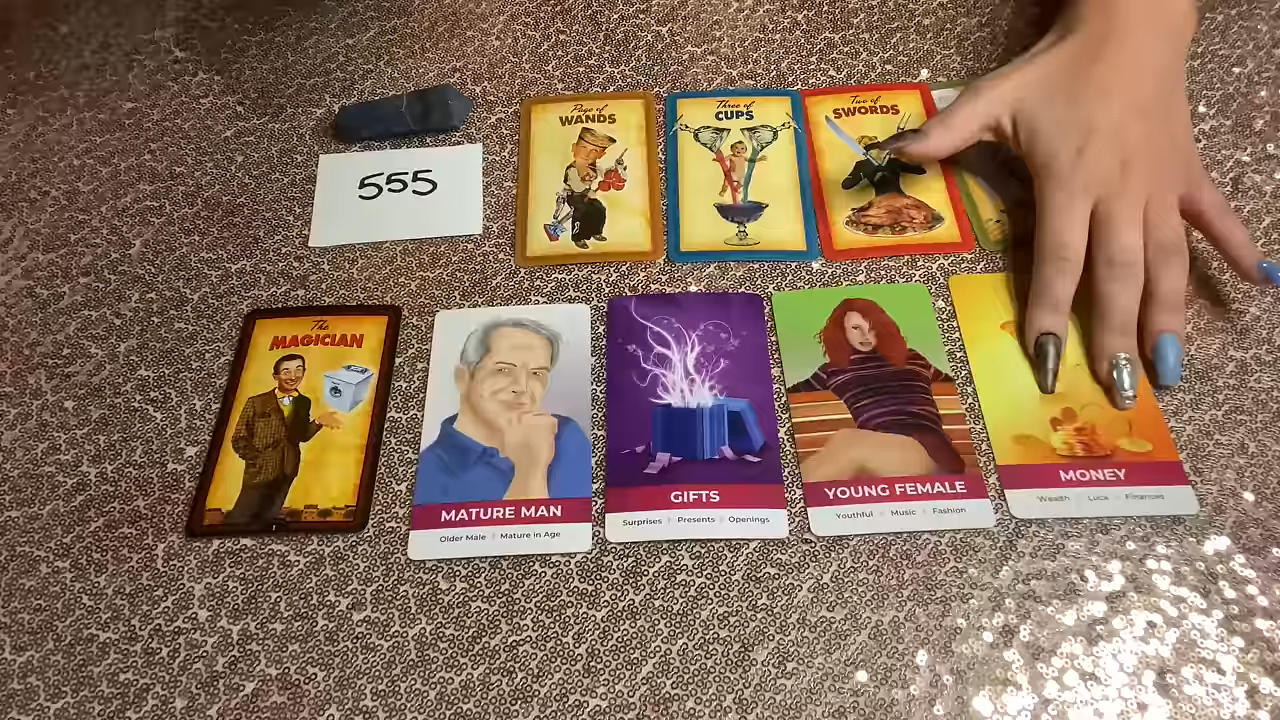 555
Page of
WANDS
Three of
CUPS
Two of
SWORDS
The
MAGICIAN
MATURE MAN
Older Male Mature in Age
GIFTS
Surprises Presents Openings
YOUNG FEMALE
Youthful Music Fashion
MONEY
Wealth Luck Finances